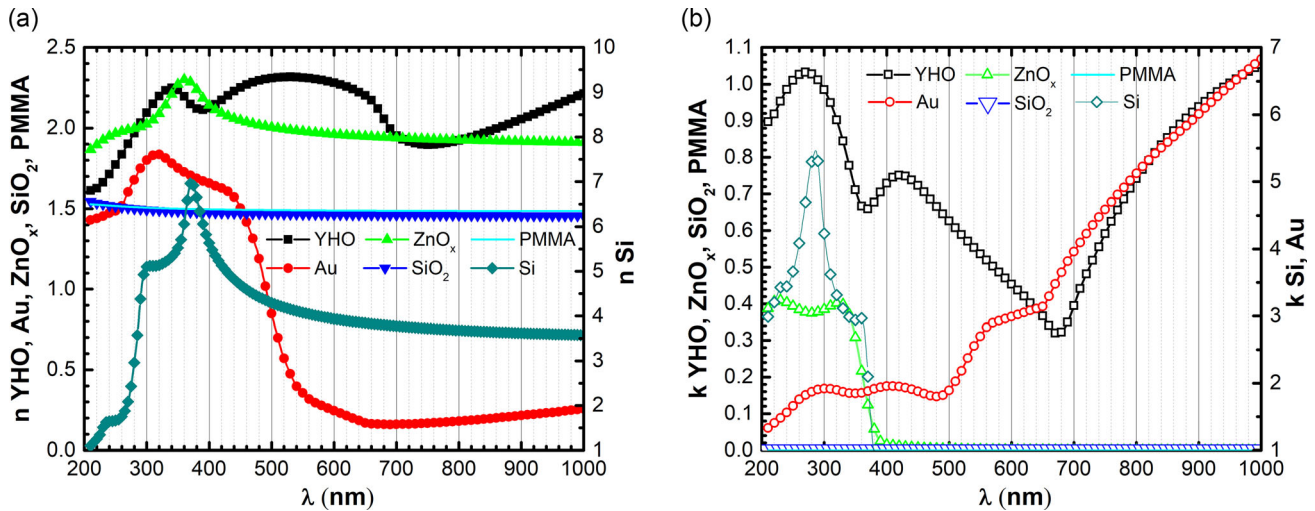 (a)
n YHO, Au, ZnOₓ, SiO₂, PMMA
2.5
2.0
1.5
1.0
0.5
0.0
YHO ZnOₓ PMMA
Au SiO₂ Si
10
9
8
7
6
5
4
3
2
1
n Si
200 300 400 500 600 700 800 900 1000
λ (nm)
(b)
k YHO, ZnOₓ, SiO₂, PMMA
1.1
1.0
0.9
0.8
0.7
0.6
0.5
0.4
0.3
0.2
0.1
0.0
YHO ZnOₓ PMMA
Au SiO₂ Si
7
6
5
4
3
2
1
k Si, Au
200 300 400 500 600 700 800 900 1000
λ (nm)